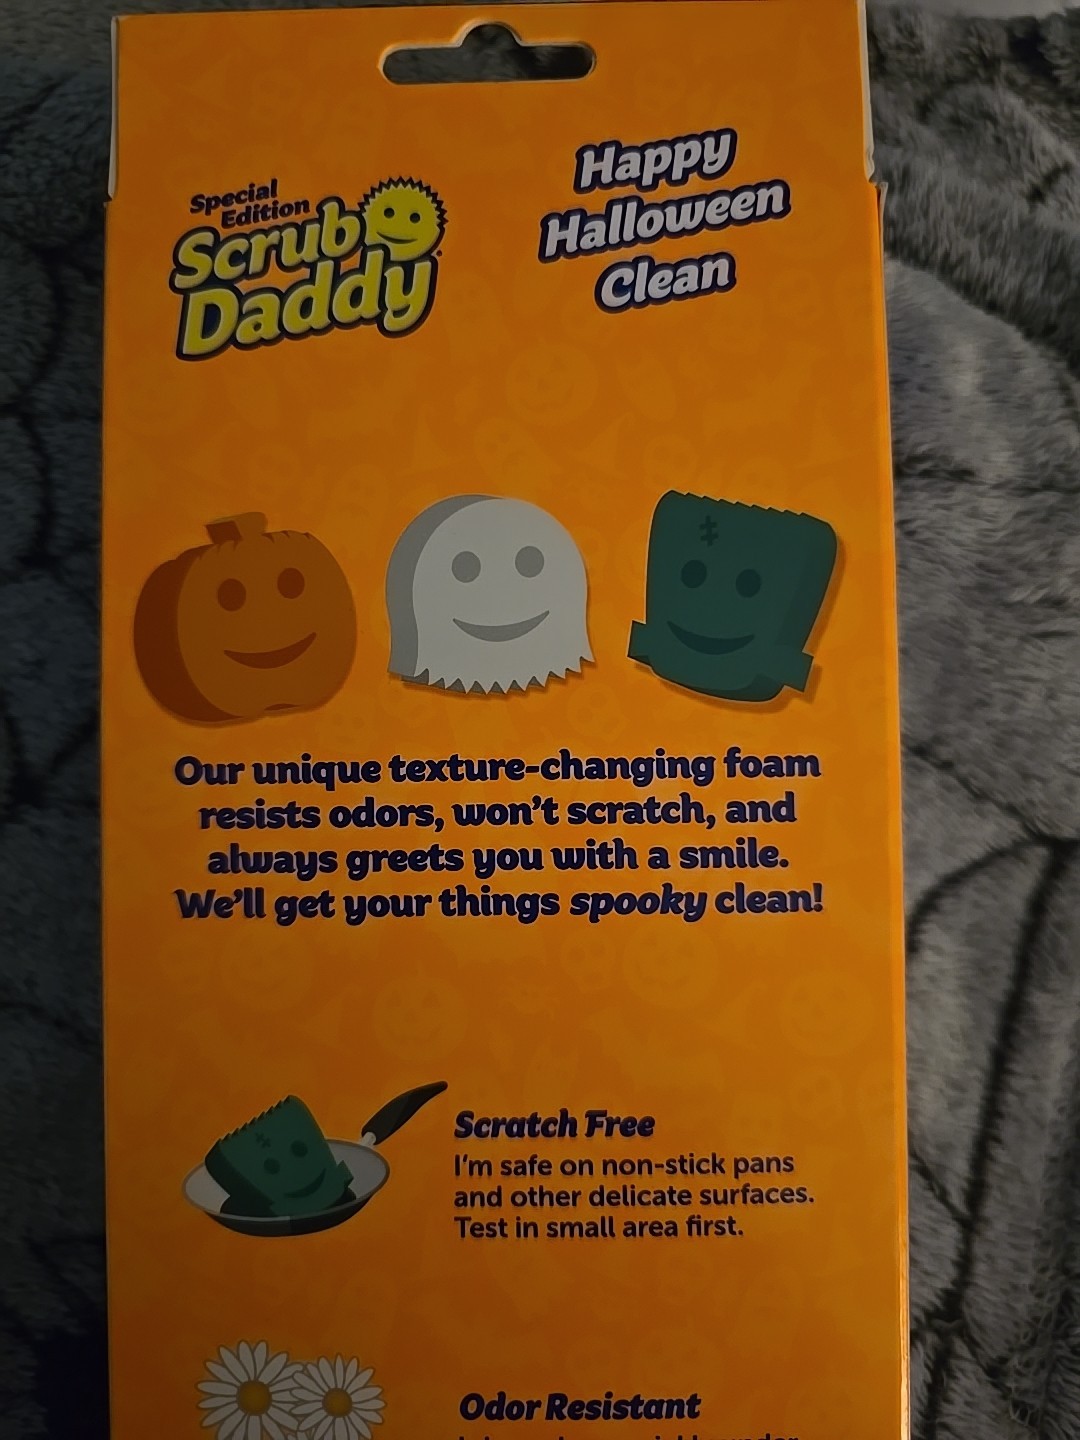 Special
Edition
Scrub
Daddy
Happy
Halloween
Clean
Our unique texture-changing foam
resists odors, won't scratch, and
always greets you with a smile.
We'll get your things spooky clean!
Scratch Free
I'm safe on non-stick pans
and other delicate surfaces.
Test in small area first.
Odor Resistant